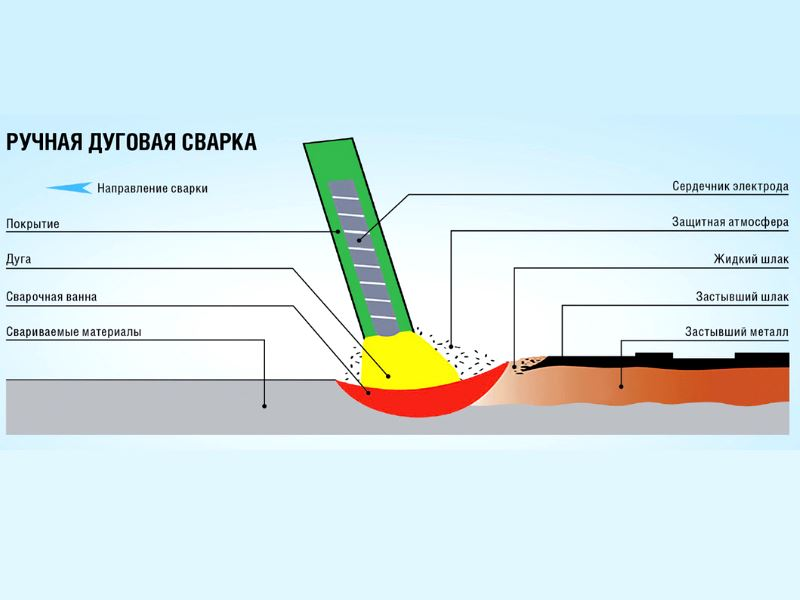 РУЧНАЯ ДУГОВАЯ СВАРКА
Направление сварки
Покрытие
Дуга
Сварочная ванна
Свариваемые материалы
Сердечник электрода
Защитная атмосфера
Жидкий шлак
Застывший шлак
Застывший металл